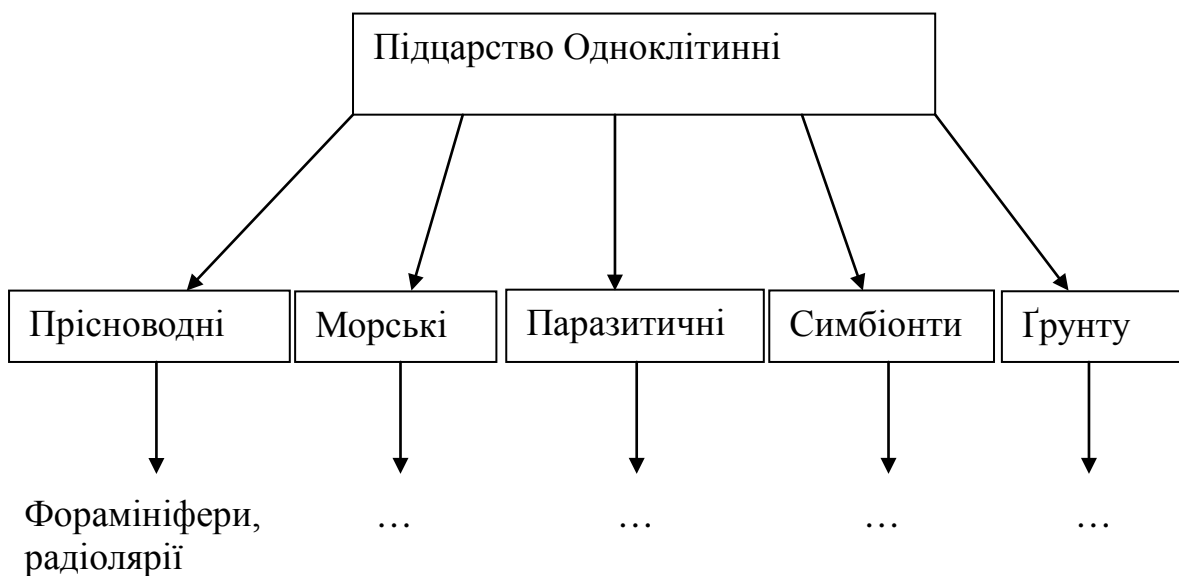 Підцарство Одноклітинні
Прісноводні
Морські
Паразитичні
Симбіонти
Ґрунту
Форамініфери,
радіолярії
…
…
…
…